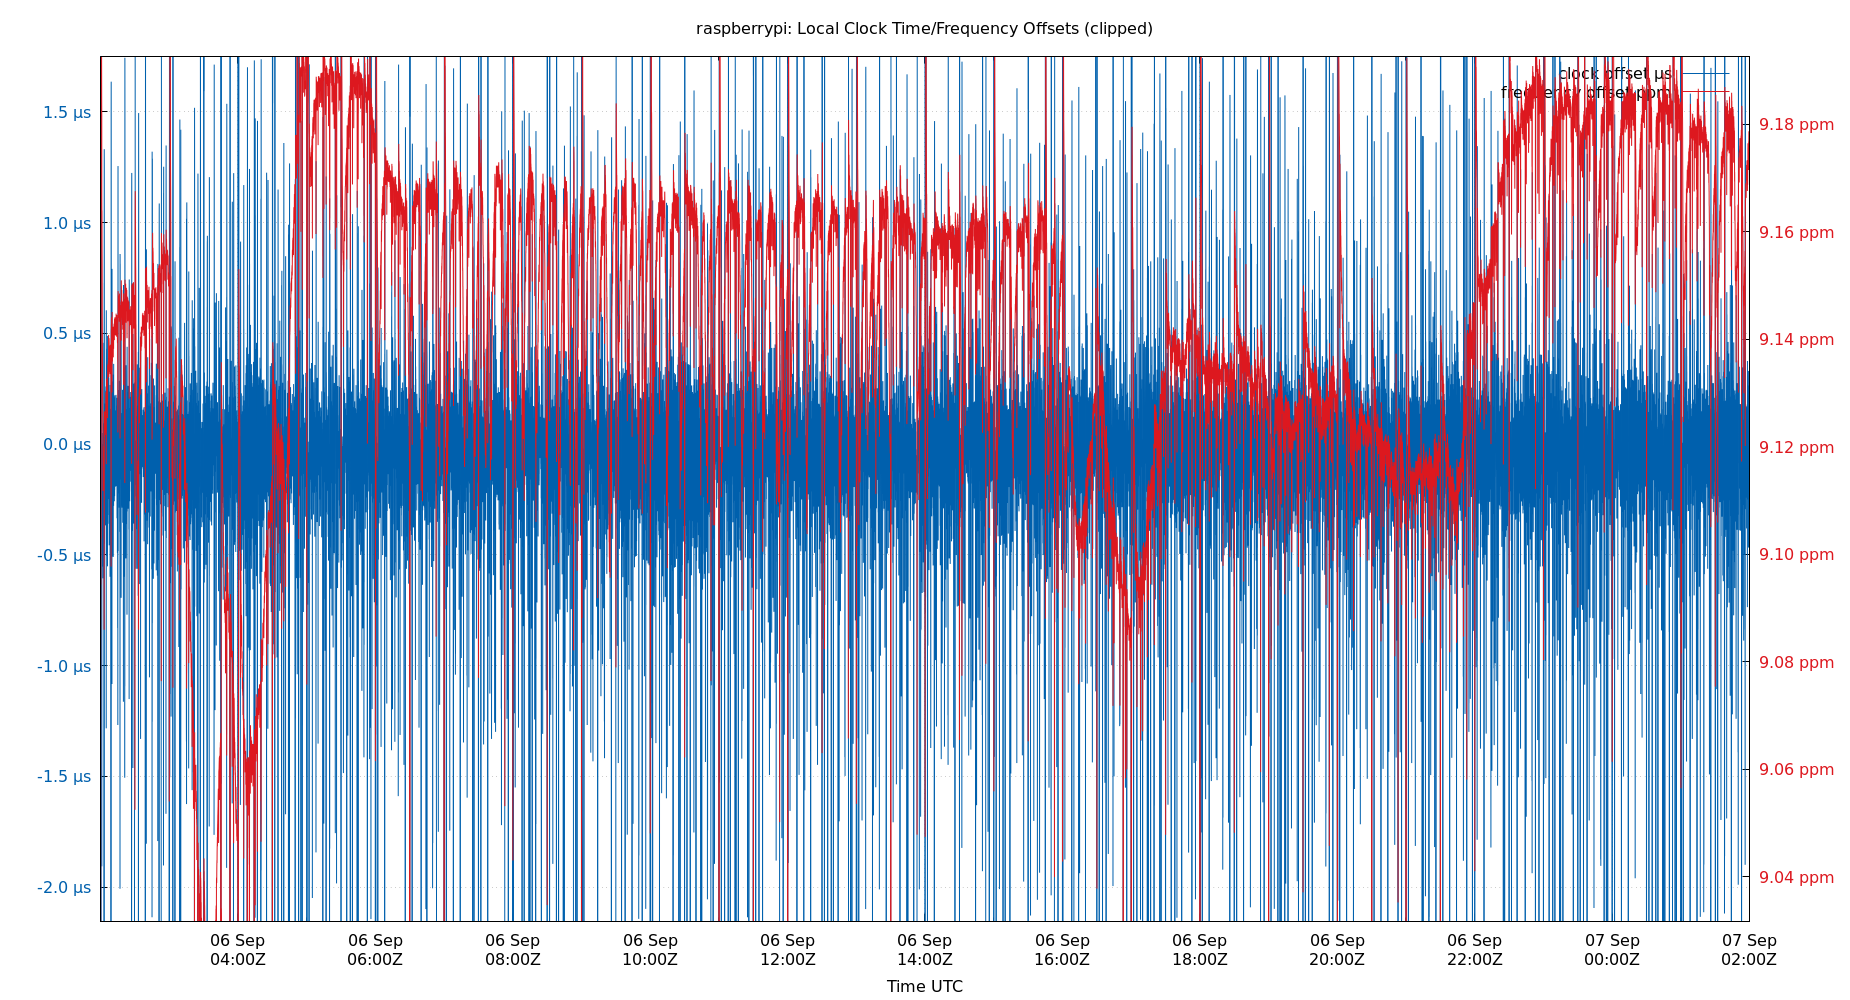 raspberrypi: Local Clock Time/Frequency Offsets (clipped)
clock offset µs
frequency offset ppm
1.5 µs
1.0 µs
0.5 µs
0.0 µs
-0.5 µs
-1.0 µs
-1.5 µs
-2.0 µs
9.18 ppm
9.16 ppm
9.14 ppm
9.12 ppm
9.10 ppm
9.08 ppm
9.06 ppm
9.04 ppm
06 Sep 06 Sep 06 Sep 06 Sep 06 Sep 06 Sep 06 Sep 06 Sep 06 Sep 06 Sep 07 Sep 07 Sep
04:00Z 06:00Z 08:00Z 10:00Z 12:00Z 14:00Z 16:00Z 18:00Z 20:00Z 22:00Z 00:00Z 02:00Z
Time UTC